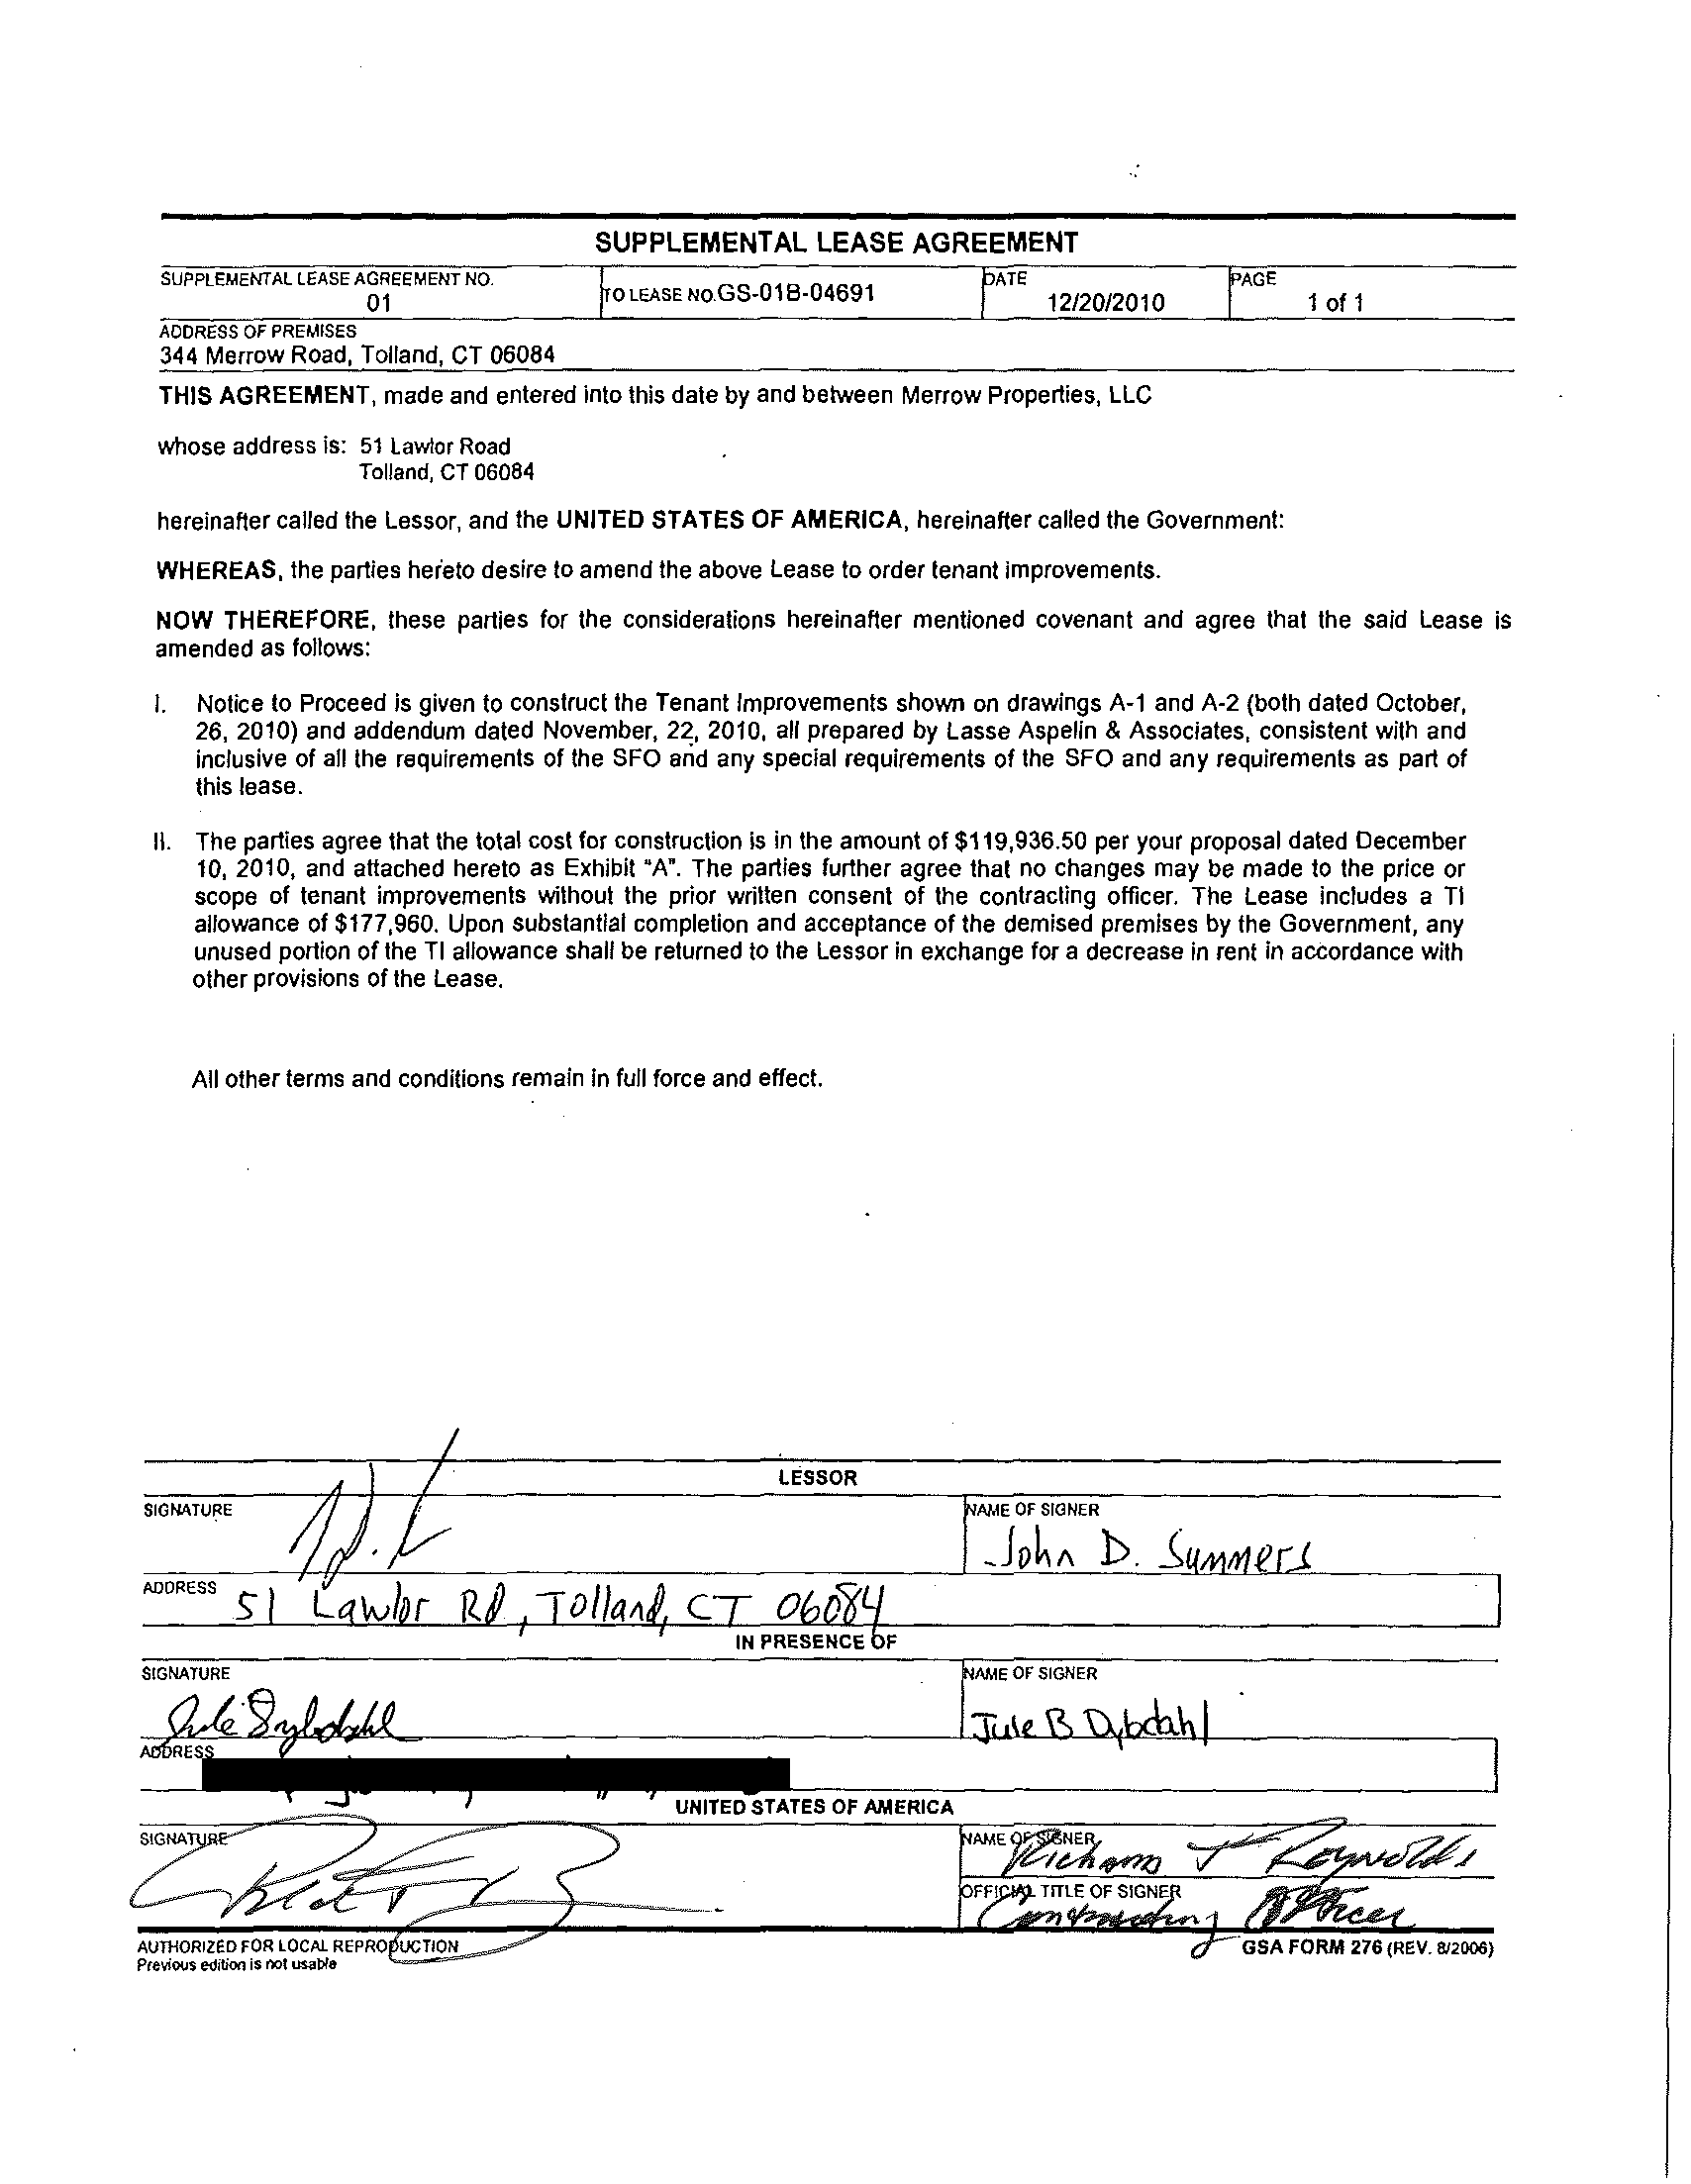 SUPPLEMENTAL LEASE AGREEMENT
SUPPLEMENTAL LEASE AGREEMENT NO. 01
TO LEASE NO.GS-01B-04691
DATE 12/20/2010
PAGE 1 of 1
ADDRESS OF PREMISES
344 Merrow Road, Tolland, CT 06084
THIS AGREEMENT, made and entered into this date by and between Merrow Properties, LLC
whose address is: 51 Lawlor Road
Tolland, CT 06084
hereinafter called the Lessor, and the UNITED STATES OF AMERICA, hereinafter called the Government:
WHEREAS, the parties hereto desire to amend the above Lease to order tenant improvements.
NOW THEREFORE, these parties for the considerations hereinafter mentioned covenant and agree that the said Lease is
amended as follows:
I. Notice to Proceed is given to construct the Tenant Improvements shown on drawings A-1 and A-2 (both dated October,
26, 2010) and addendum dated November, 22, 2010, all prepared by Lasse Aspelin & Associates, consistent with and
inclusive of all the requirements of the SFO and any special requirements of the SFO and any requirements as part of
this lease.
II. The parties agree that the total cost for construction is in the amount of $119,936.50 per your proposal dated December
10, 2010, and attached hereto as Exhibit "A". The parties further agree that no changes may be made to the price or
scope of tenant improvements without the prior written consent of the contracting officer. The Lease includes a TI
allowance of $177,960. Upon substantial completion and acceptance of the demised premises by the Government, any
unused portion of the TI allowance shall be returned to the Lessor in exchange for a decrease in rent in accordance with
other provisions of the Lease.
All other terms and conditions remain in full force and effect.
LESSOR
SIGNATURE
NAME OF SIGNER
John D. Summers
ADDRESS
51 Lawlor Rd, Tolland, CT 06084
IN PRESENCE OF
SIGNATURE
Jule Dybdahl
NAME OF SIGNER
Jule B Dybdahl
ADDRESS
UNITED STATES OF AMERICA
SIGNATURE
NAME OF SIGNER
Richard T Reynolds
OFFICIAL TITLE OF SIGNER
Contracting Officer
AUTHORIZED FOR LOCAL REPRODUCTION
Previous edition is not usable
GSA FORM 276 (REV. 8/2006)